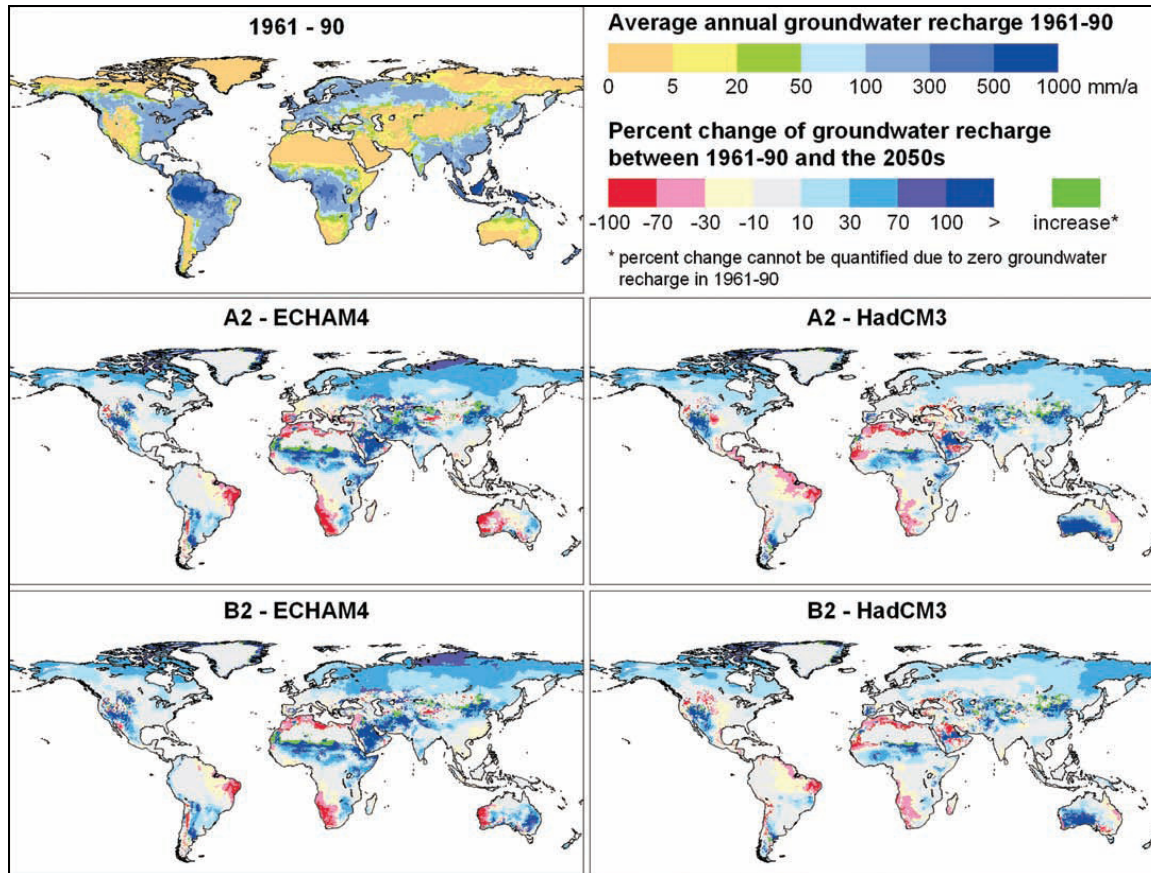 1961 - 90
Average annual groundwater recharge 1961-90
0 5 20 50 100 300 500 1000 mm/a
Percent change of groundwater recharge
between 1961-90 and the 2050s
-100 -70 -30 -10 10 30 70 100 > increase*
* percent change cannot be quantified due to zero groundwater
recharge in 1961-90
A2 - ECHAM4
A2 - HadCM3
B2 - ECHAM4
B2 - HadCM3